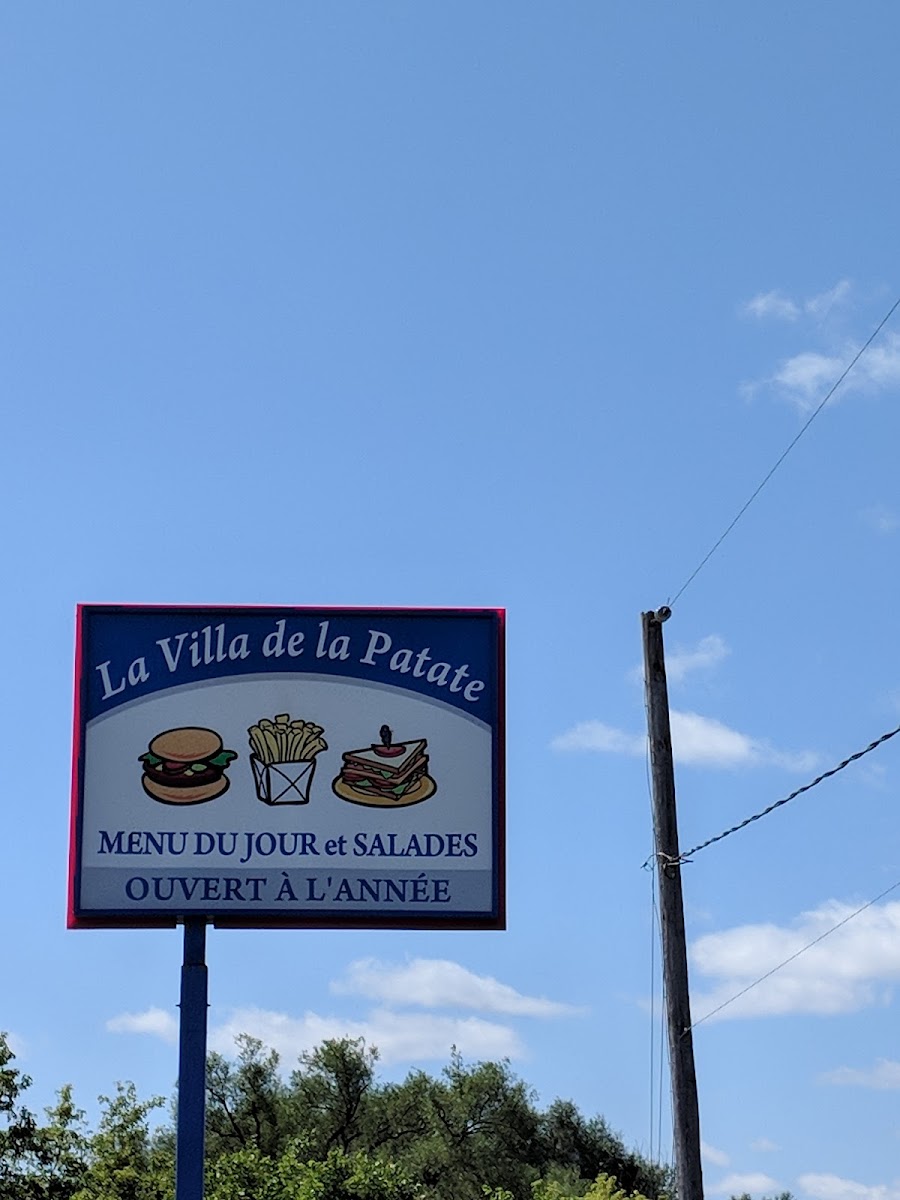 La Villa de la Patate
MENU DU JOUR et SALADES
OUVERT À L'ANNÉE